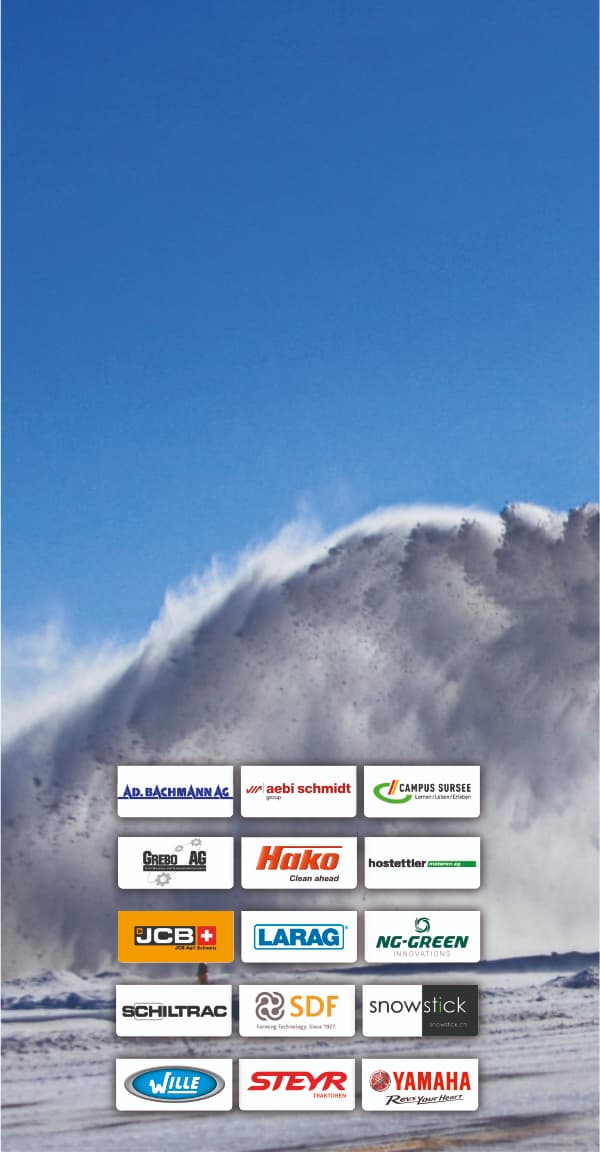 AD. BACHMANN AG
aebi schmidt
group
CAMPUS SURSEE
Lernen/Leben/Erleben
GREBO AG
Hako
Clean ahead
hostettler motoren ag
JCB
JCB Agri Schweiz
LARAG®
NG-GREEN
INNOVATIONS
SCHILTRAC
SDF
Farming Technology. Since 1927.
snowstick
snowstick.ch
WILLE
STEYR
TRAKTOREN
YAMAHA
Revs Your Heart